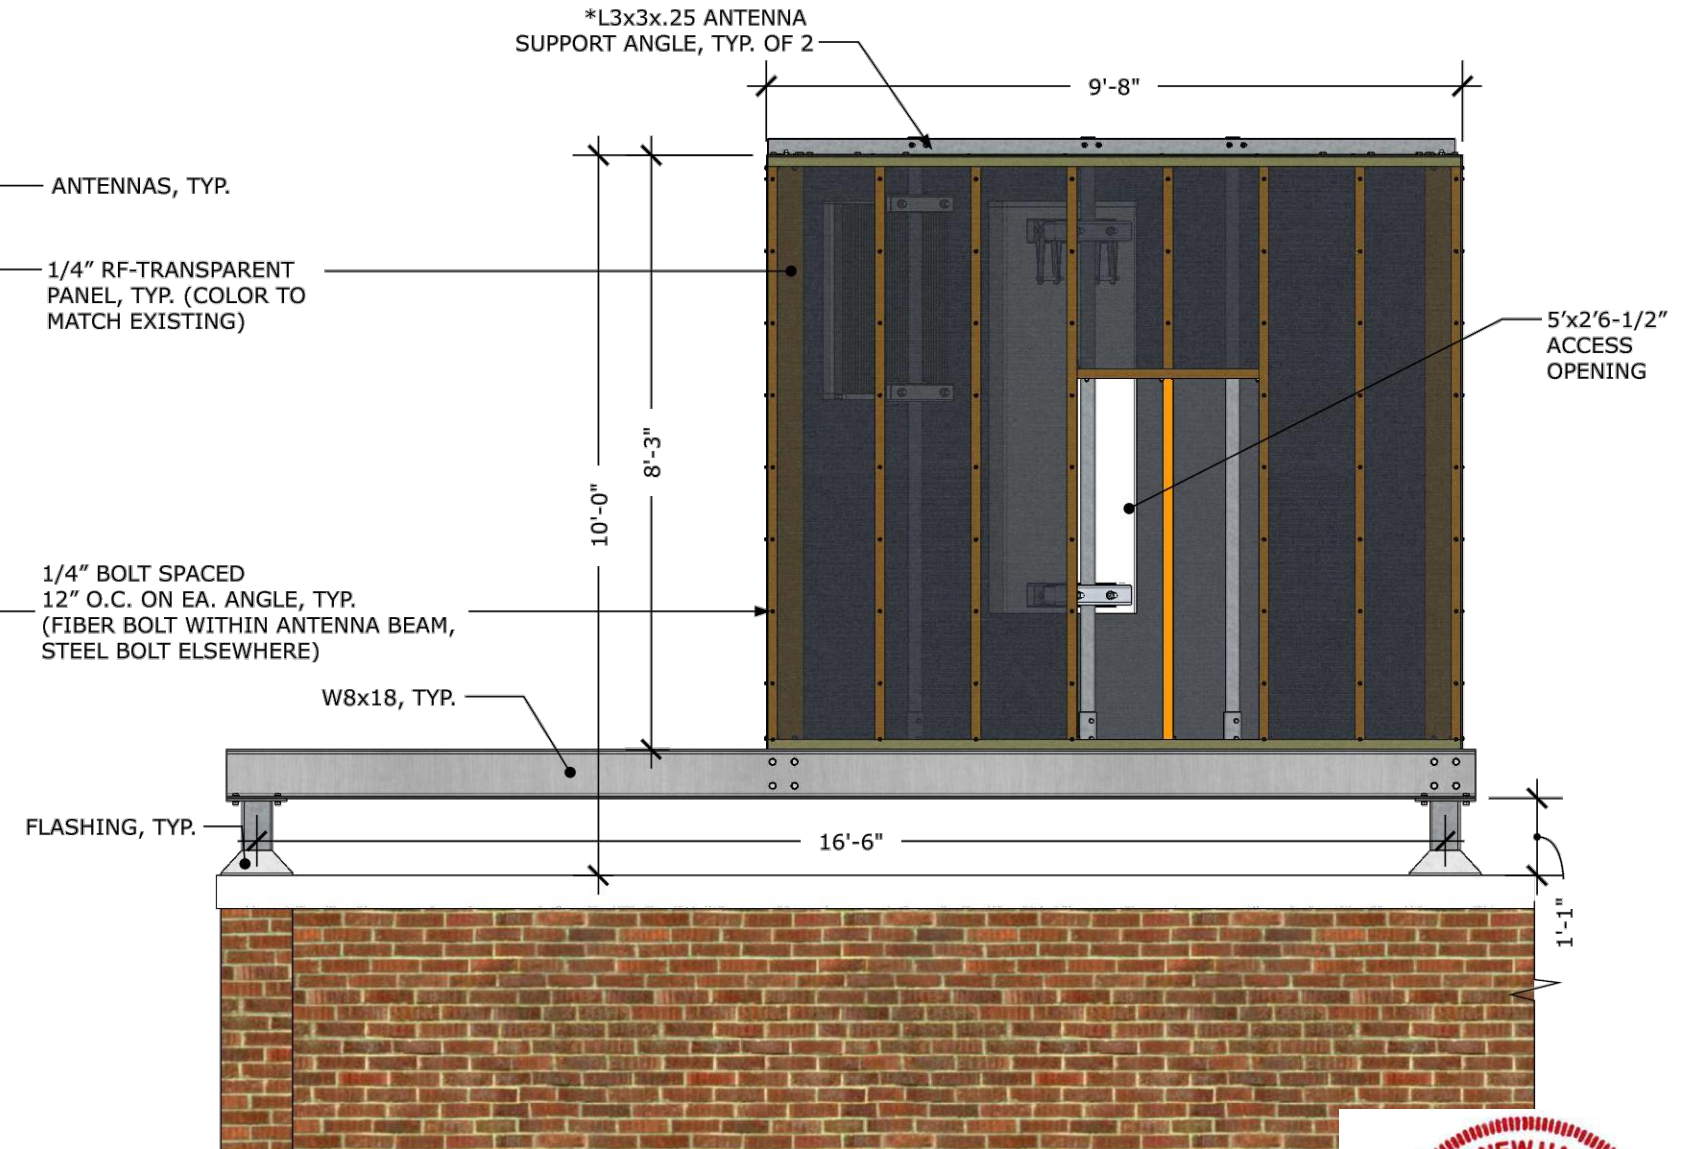 *L3x3x.25 ANTENNA
SUPPORT ANGLE, TYP. OF 2
9'-8"
ANTENNAS, TYP.
1/4” RF-TRANSPARENT
PANEL, TYP. (COLOR TO
MATCH EXISTING)
5’x2’6-1/2”
ACCESS
OPENING
8'-3"
10'-0"
1/4” BOLT SPACED
12” O.C. ON EA. ANGLE, TYP.
(FIBER BOLT WITHIN ANTENNA BEAM,
STEEL BOLT ELSEWHERE)
W8x18, TYP.
FLASHING, TYP.
16'-6"
1'-1"
NEW